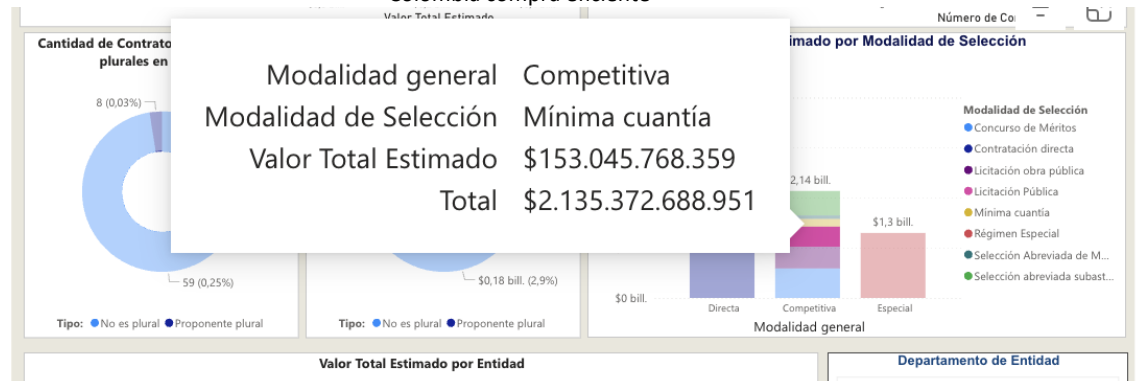 Colombia compra eficiente
Valor Total Estimado
Número de Co
Cantidad de Contrato
plurales en
8 (0,03%)
59 (0,25%)
Tipo: No es plural Proponente plural
Modalidad general Competitiva
Modalidad de Selección Mínima cuantía
Valor Total Estimado $153.045.768.359
Total $2.135.372.688.951
$0,18 bill. (2,9%)
Tipo: No es plural Proponente plural
imado por Modalidad de Selección
2,14 bill.
$1,3 bill.
$0 bill.
Directa Competitiva Especial
Modalidad general
Modalidad de Selección
Concurso de Méritos
Contratación directa
Licitación obra pública
Licitación Pública
Mínima cuantía
Régimen Especial
Selección Abreviada de M...
Selección abreviada subast...
Valor Total Estimado por Entidad
Departamento de Entidad